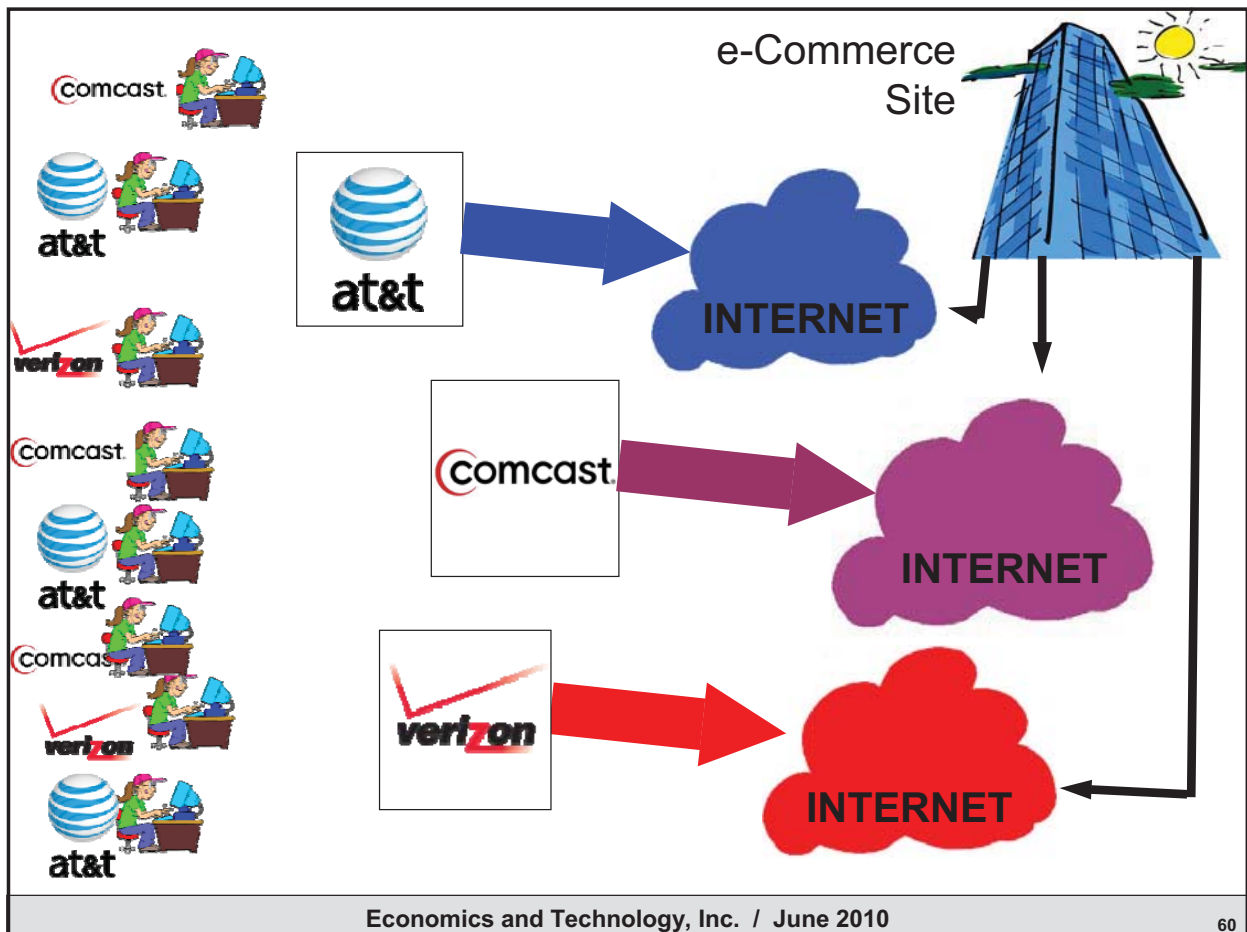 e-Commerce
Site
comcast.
at&t
verizon
comcast.
at&t
comcas
verizon
at&t
at&t
INTERNET
comcast.
INTERNET
verizon
INTERNET
Economics and Technology, Inc. / June 2010
60